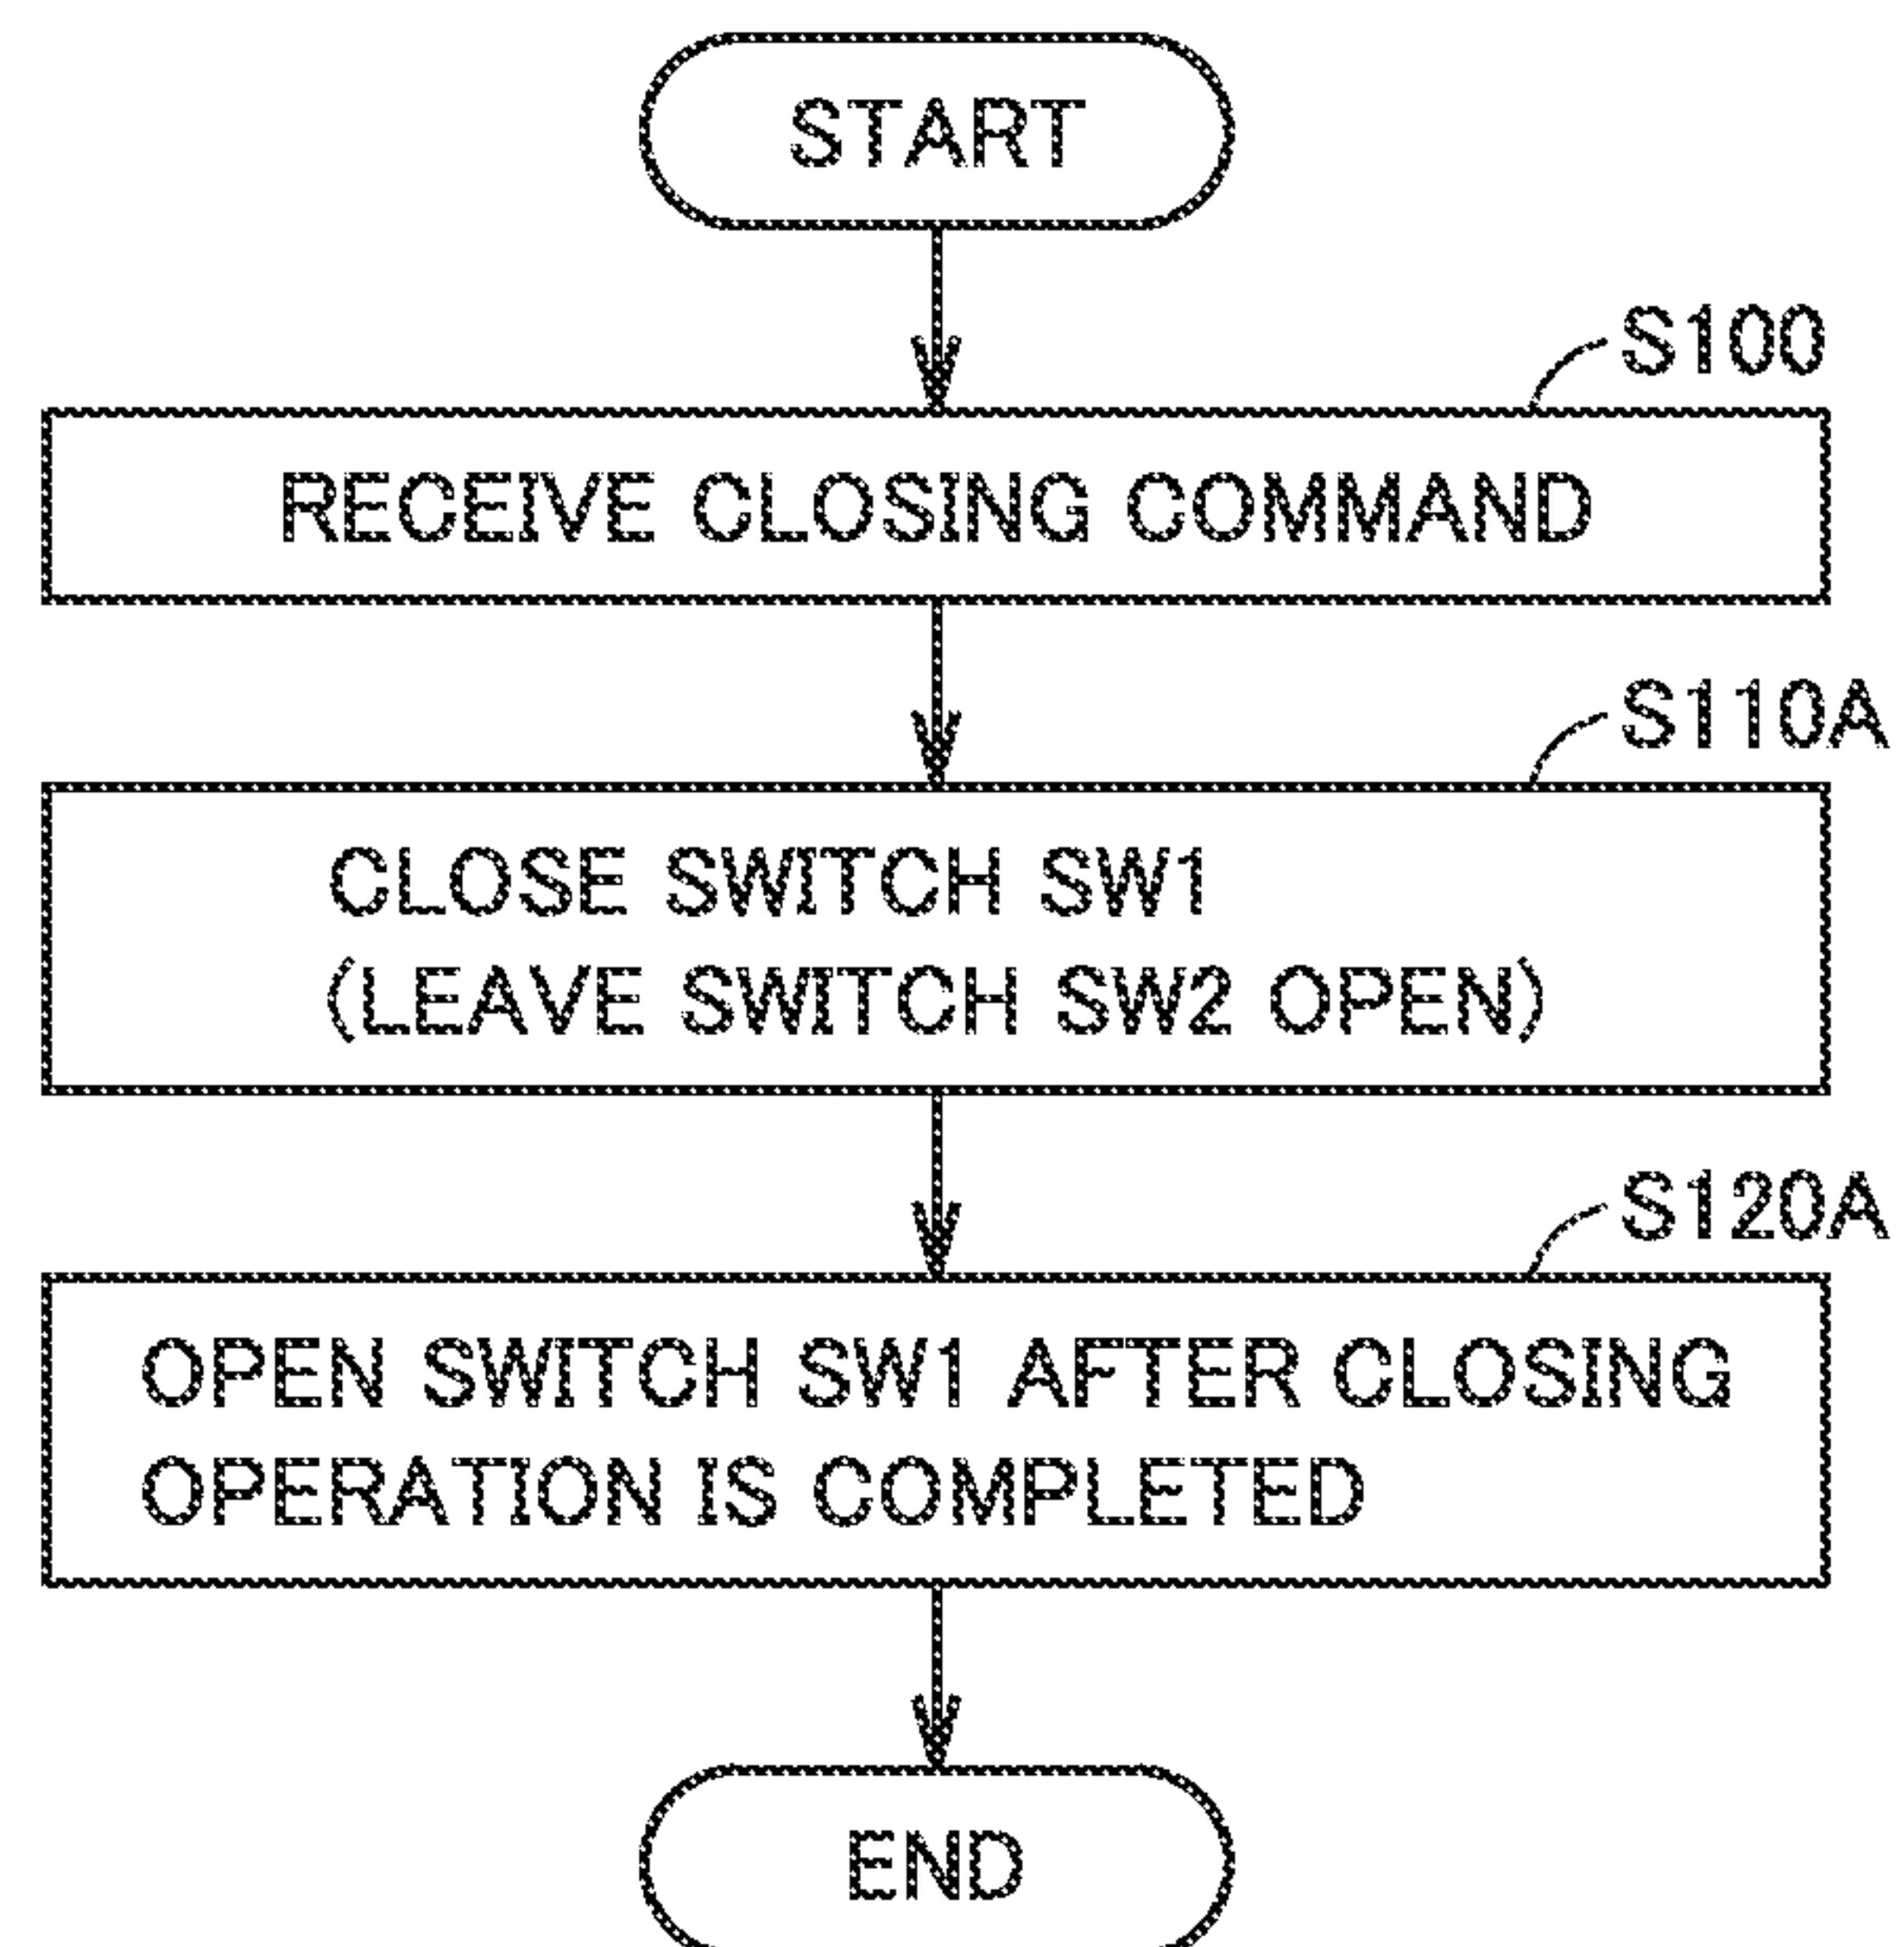 START
S100
RECEIVE CLOSING COMMAND
S110A
CLOSE SWITCH SW1
(LEAVE SWITCH SW2 OPEN)
S120A
OPEN SWITCH SW1 AFTER CLOSING
OPERATION IS COMPLETED
END